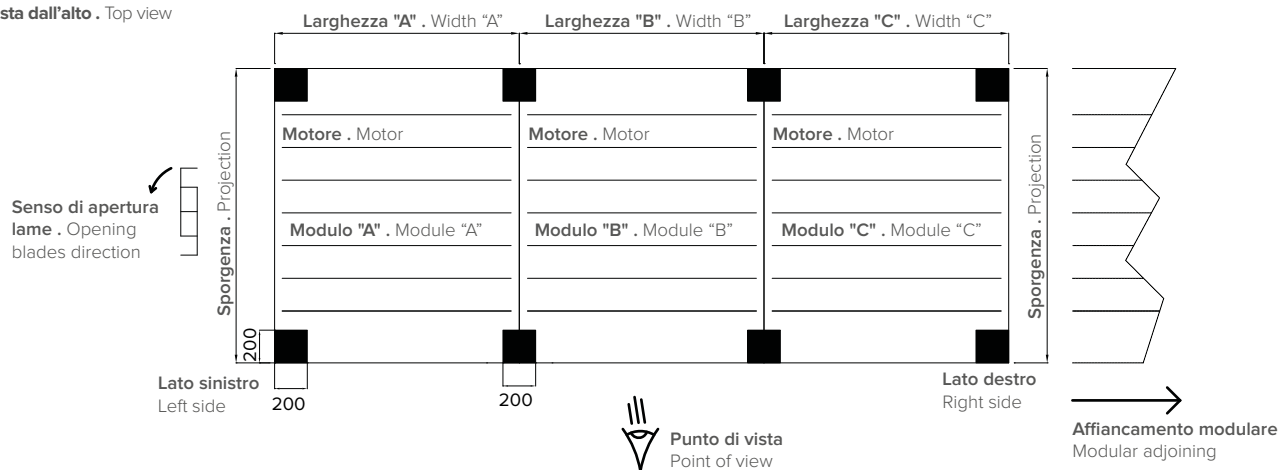 sta dall'alto . Top view
Larghezza "A" . Width “A”
Larghezza "B" . Width “B”
Larghezza "C" . Width “C”
Motore . Motor
Motore . Motor
Motore . Motor
Sporgenza . Projection
Sporgenza . Projection
Senso di apertura
lame . Opening
blades direction
Modulo "A" . Module “A”
Modulo "B" . Module “B”
Modulo "C" . Module “C”
200
Lato sinistro
Left side
200
200
Lato destro
Right side
Punto di vista
Point of view
Affiancamento modulare
Modular adjoining